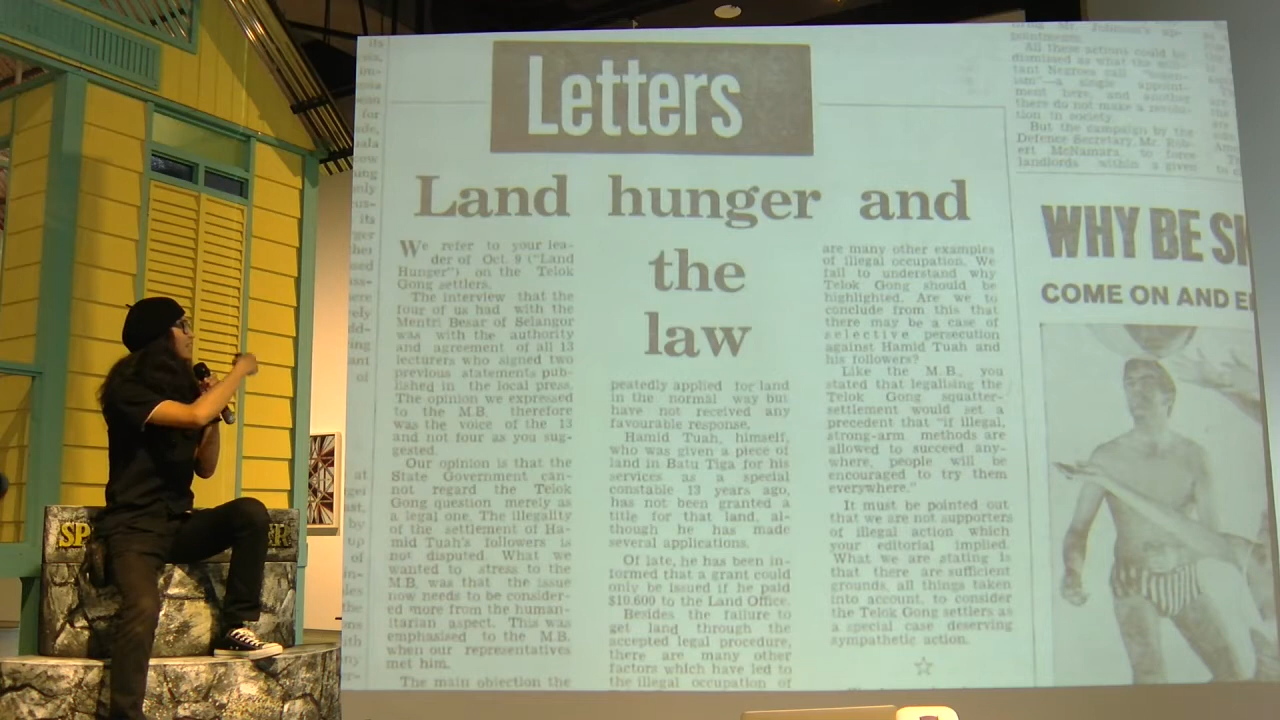 Letters
Land hunger and
the
law
We refer to your lea-
der of Oct. 9 ("Land
Hunger") on the Telok
Gong settlers.
The interview that the
four of us had with the
Mentri Besar of Selangor
was with the authority
and agreement of all 13
lecturers who signed two
previous statements pub-
lished in the local press.
The opinion we expressed
to the M.B. therefore
was the voice of the 13
and not four as you sug-
gested.
Our opinion is that the
State Government can-
not regard the Telok
Gong question merely as
a legal one. The illegality
of the settlement of Ha-
mid Tuah's followers is
not disputed What we
wanted to stress to the
M.B. was that the issue
now needs to be consider-
ed more from the human-
itarian aspect. This was
emphasised to the M.B.
when our representatives
met him.
The main objection the
peatedly applied for land
in the normal way but
have not received any
favourable response.
Hamid Tuah, himself,
who was given a piece of
land in Batu Tiga for his
services as a special
constable 13 years ago,
has not been granted a
title for that land, al-
though he has made
several applications.
Of late, he has been in-
formed that a grant could
only be issued if he paid
$10,600 to the Land Office.
Besides the failure to
get land through the
accepted legal procedure,
there are many other
factors which have led to
the illegal occupation of
are many other examples
of illegal occupation. We
fail to understand why
Telok Gong should be
highlighted. Are we to
conclude from this that
there may be a case of
selective persecution
against Hamid Tuah and
his followers?
Like the M.B., you
stated that legalising the
Telok Gong squatter-
settlement would set a
precedent that "if illegal,
strong-arm methods are
allowed to succeed any-
where, people will be
encouraged to try them
everywhere."
It must be pointed out
that we are not supporters
of illegal action which
your editorial implied.
What we are stating is
that there are sufficient
grounds, all things taken
into account, to consider
the Telok Gong settlers as
a special case deserving
sympathetic action.
pointments.
All these actions could be
dismissed as what the mili-
tant Negroes call
a single appoint-
ment here, and another
there do not make a revolu-
tion in society.
But the campaign by the
Defence Secretary, Mr. Rob-
ert McNamara, to force
landlords within a given
WHY BE
COME ON AND
SP